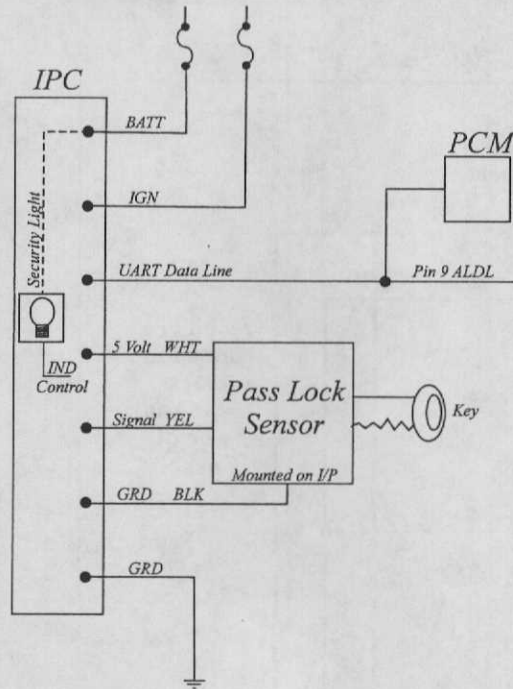 IPC
BATT
PCM
IGN
Security Light
UART Data Line
Pin 9 ALDL
5 Volt WHT
IND
Control
Pass Lock
Sensor
Key
Signal YEL
Mounted on I/P
GRD BLK
GRD